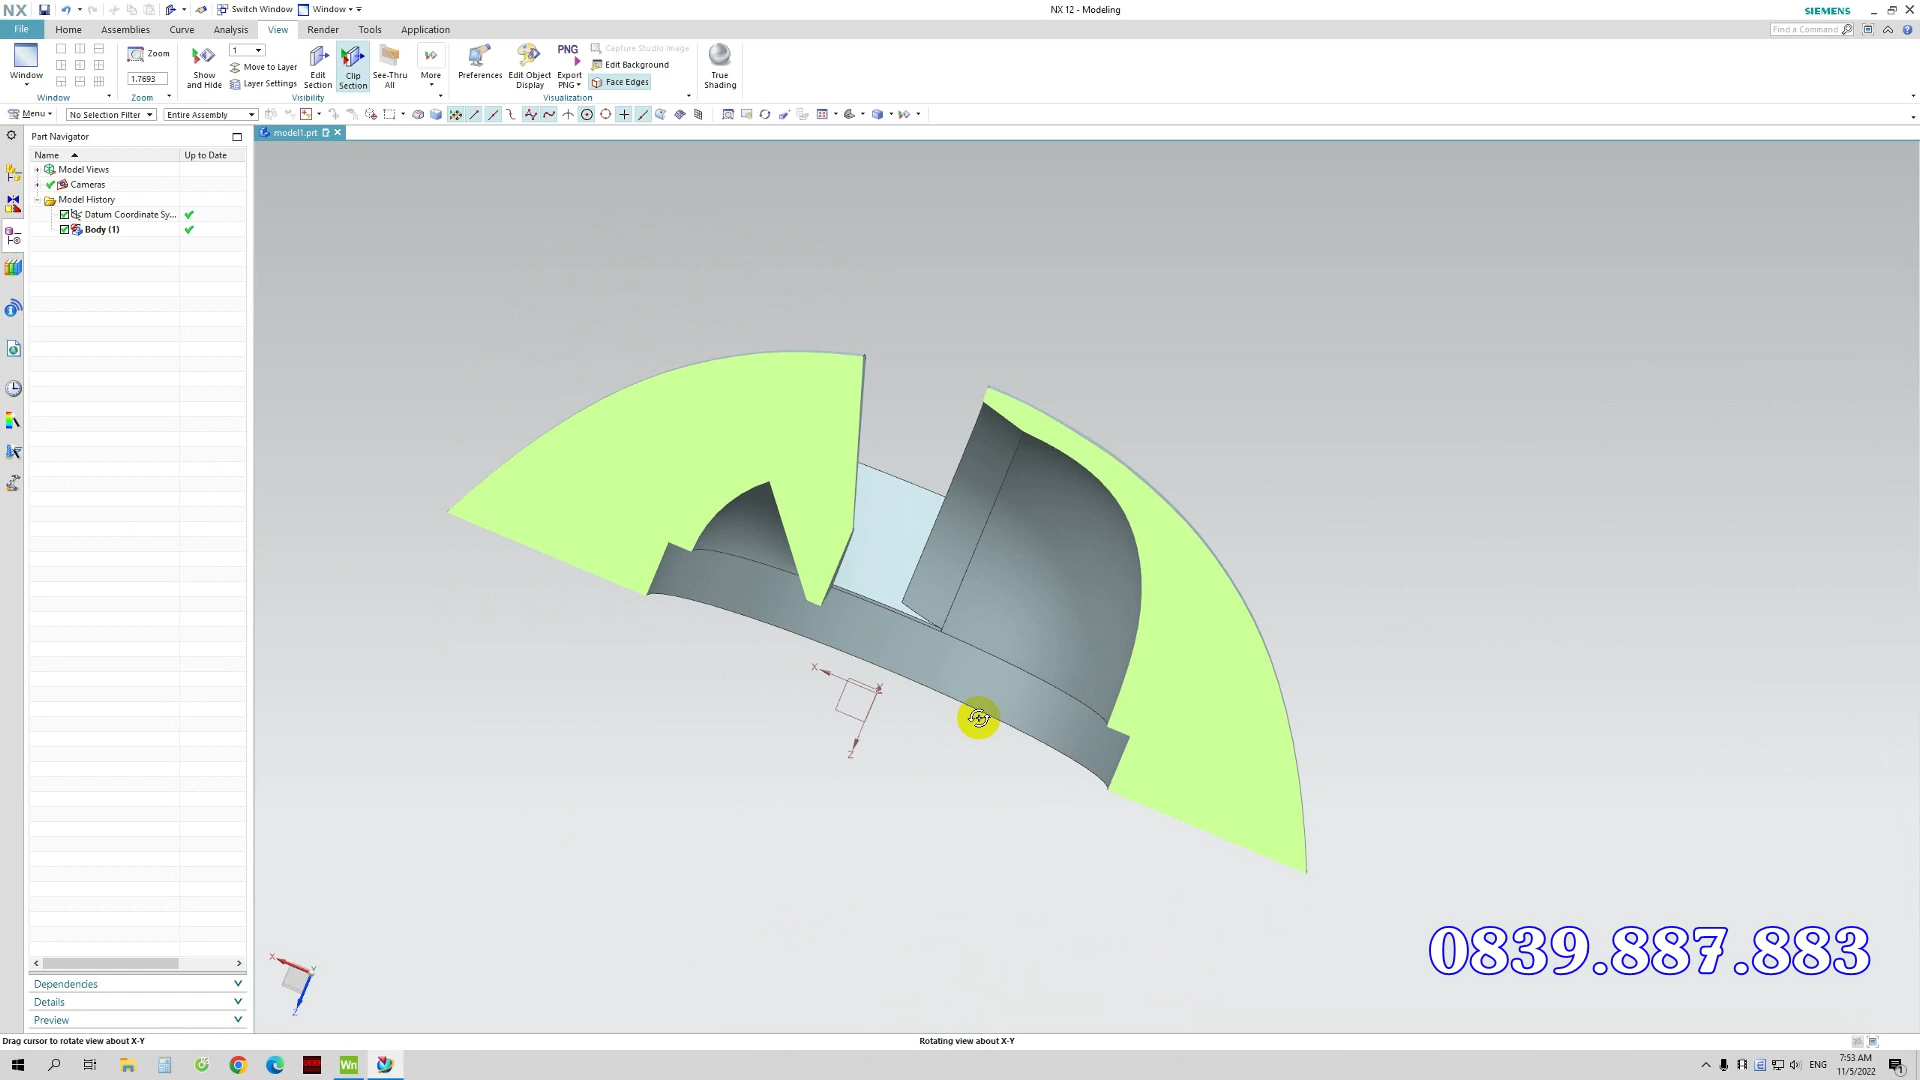 NX
Switch Window
Window
NX 12 - Modeling
SIEMENS
File
Home
Assemblies
Curve
Analysis
View
Render
Tools
Application
Find a Command
Window
Zoom
1.7693
Show and Hide
1
Move to Layer
Layer Settings
Edit Section
Clip Section
See-Thru All
More
Preferences
Edit Object Display
PNG
Export PNG
Capture Studio Image
Edit Background
Face Edges
True Shading
Window
Zoom
Visibility
Visualization
Menu
No Selection Filter
Entire Assembly
Part Navigator
model1.prt
Name
Up to Date
Model Views
Cameras
Model History
Datum Coordinate Sy...
Body (1)
X
Z
X
Y
Z
0839.887.883
Dependencies
Details
Preview
Drag cursor to rotate view about X-Y
Rotating view about X-Y
Wn
ENG
7:53 AM
11/5/2022